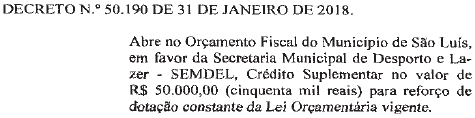 DECRETO N.º 50.190 DE 31 DE JANEIRO DE 2018.
Abre no Orçamento Fiscal do Município de São Luís,
em favor da Secretaria Municipal de Desporto e La-
zer - SEMDEL, Crédito Suplementar no valor de
R$ 50.000,00 (cinquenta mil reais) para reforço de
dotação constante da Lei Orçamentária vigente.